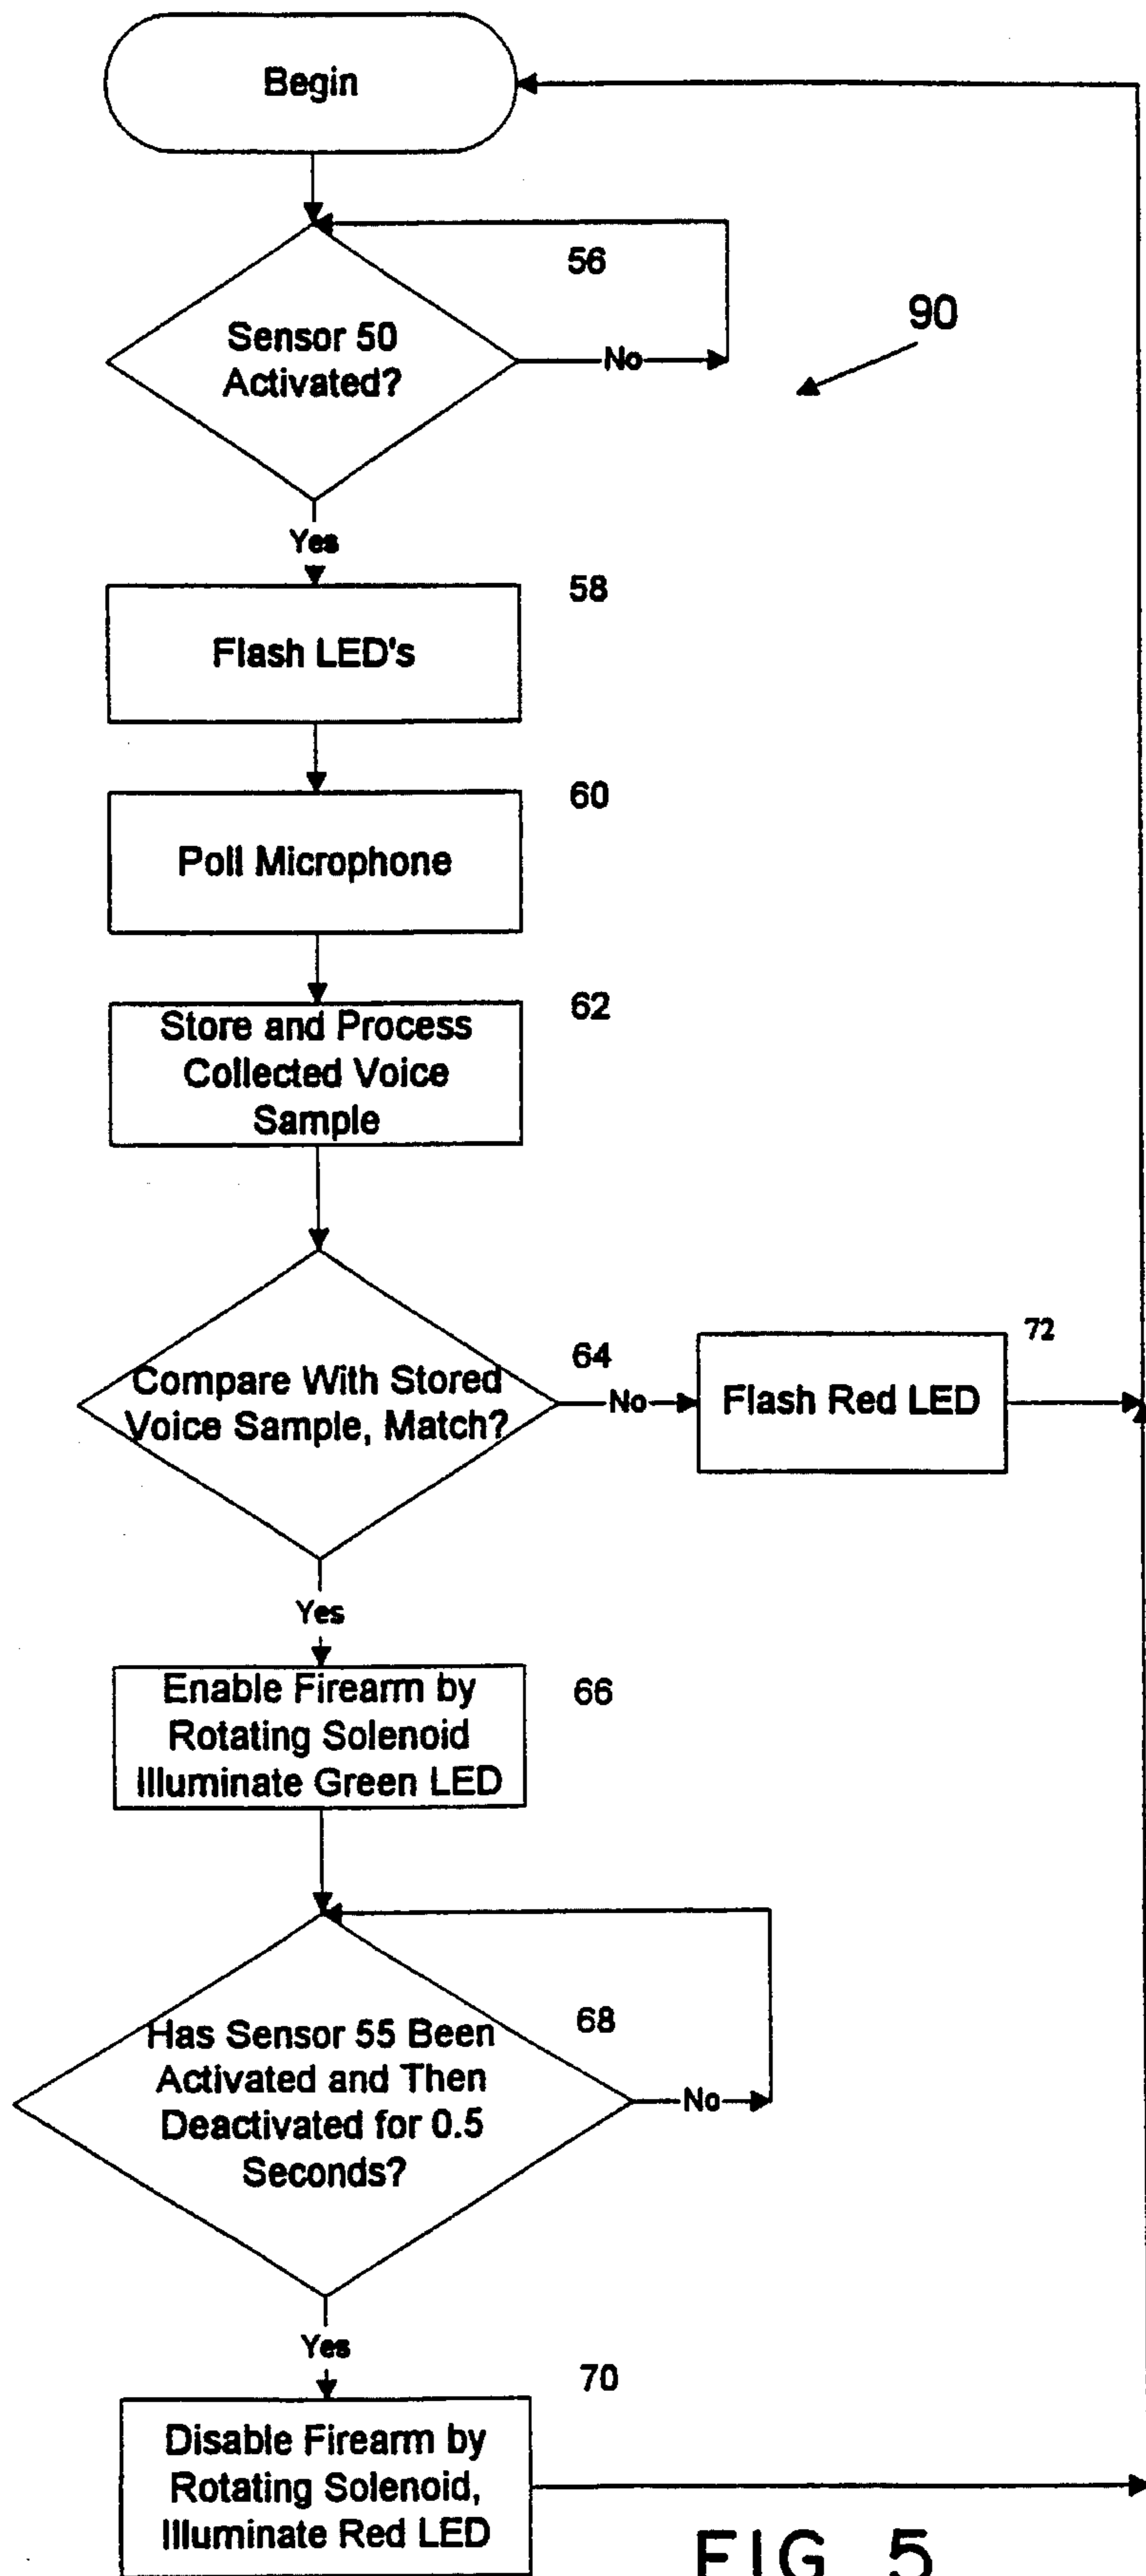 Begin
56
Sensor 50
Activated?
No
90
Yes
58
Flash LED's
60
Poll Microphone
62
Store and Process
Collected Voice
Sample
64
Compare With Stored
Voice Sample, Match?
No
72
Flash Red LED
Yes
66
Enable Firearm by
Rotating Solenoid
Illuminate Green LED
68
Has Sensor 55 Been
Activated and Then
Deactivated for 0.5
Seconds?
No
Yes
70
Disable Firearm by
Rotating Solenoid,
Illuminate Red LED
FIG 5